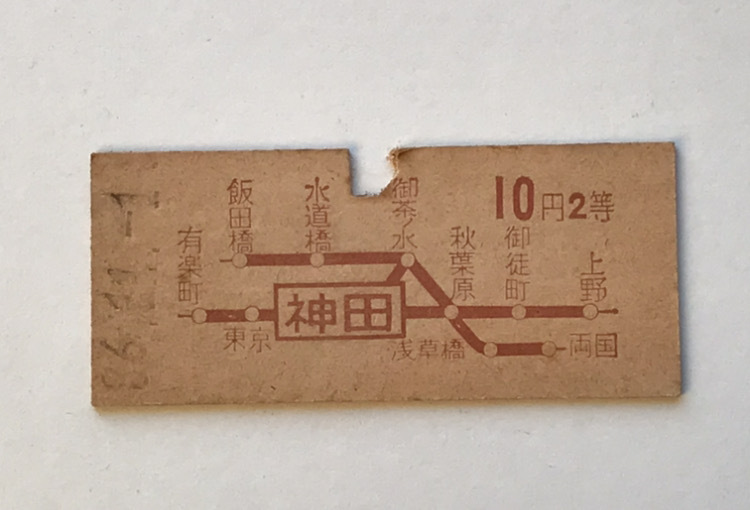 10円2等
飯田橋
水道橋
御茶ノ水
有楽町
秋葉原
御徒町
上野
東京
神田
浅草橋
両国